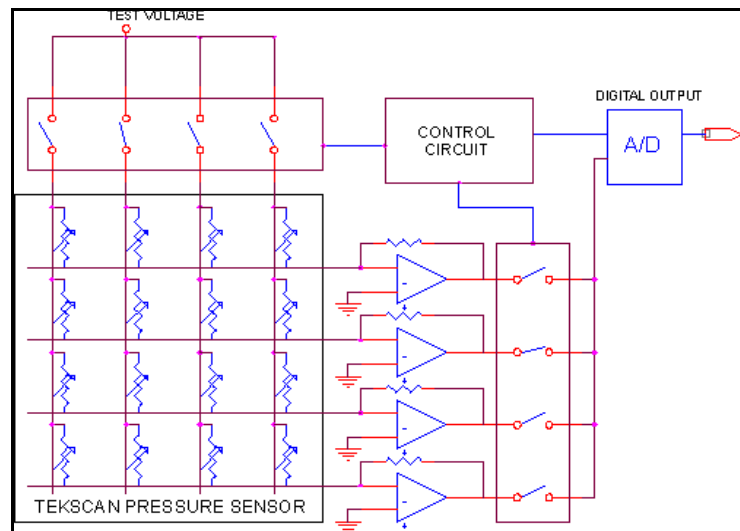 TEST VOLTAGE
DIGITAL OUTPUT
CONTROL
CIRCUIT
A/D
-
-
-
-
TEKSCAN PRESSURE SENSOR